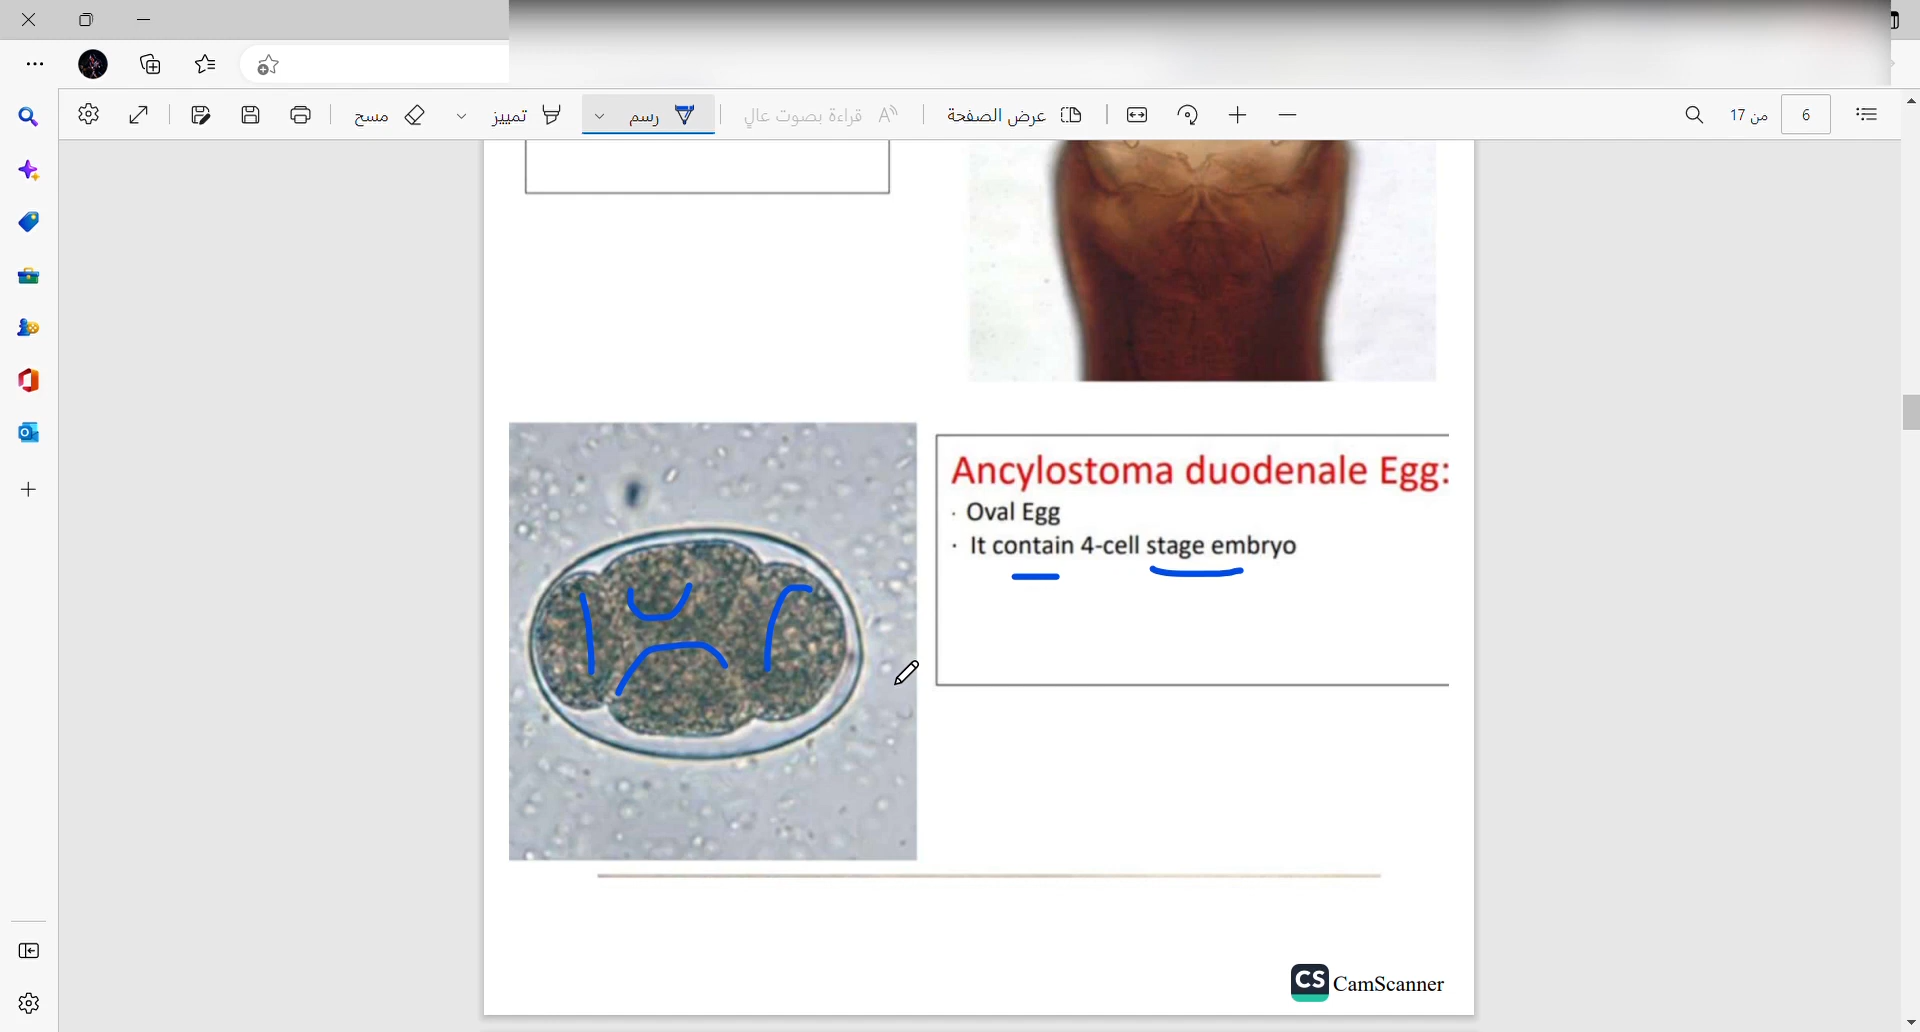 مسح
تمييز
رسم
قراءة بصوت عالٍ
عرض الصفحة
من 17
6
Ancylostoma duodenale Egg:
· Oval Egg
· It contain 4-cell stage embryo
CS CamScanner